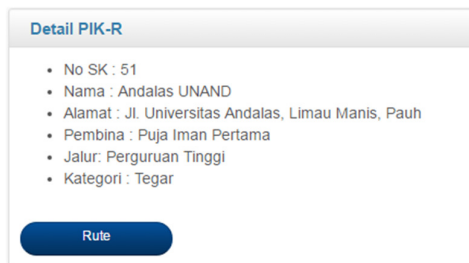 Detail PIK-R
• No SK : 51
• Nama : Andalas UNAND
• Alamat : Jl. Universitas Andalas, Limau Manis, Pauh
• Pembina : Puja Iman Pertama
• Jalur: Perguruan Tinggi
• Kategori : Tegar
Rute